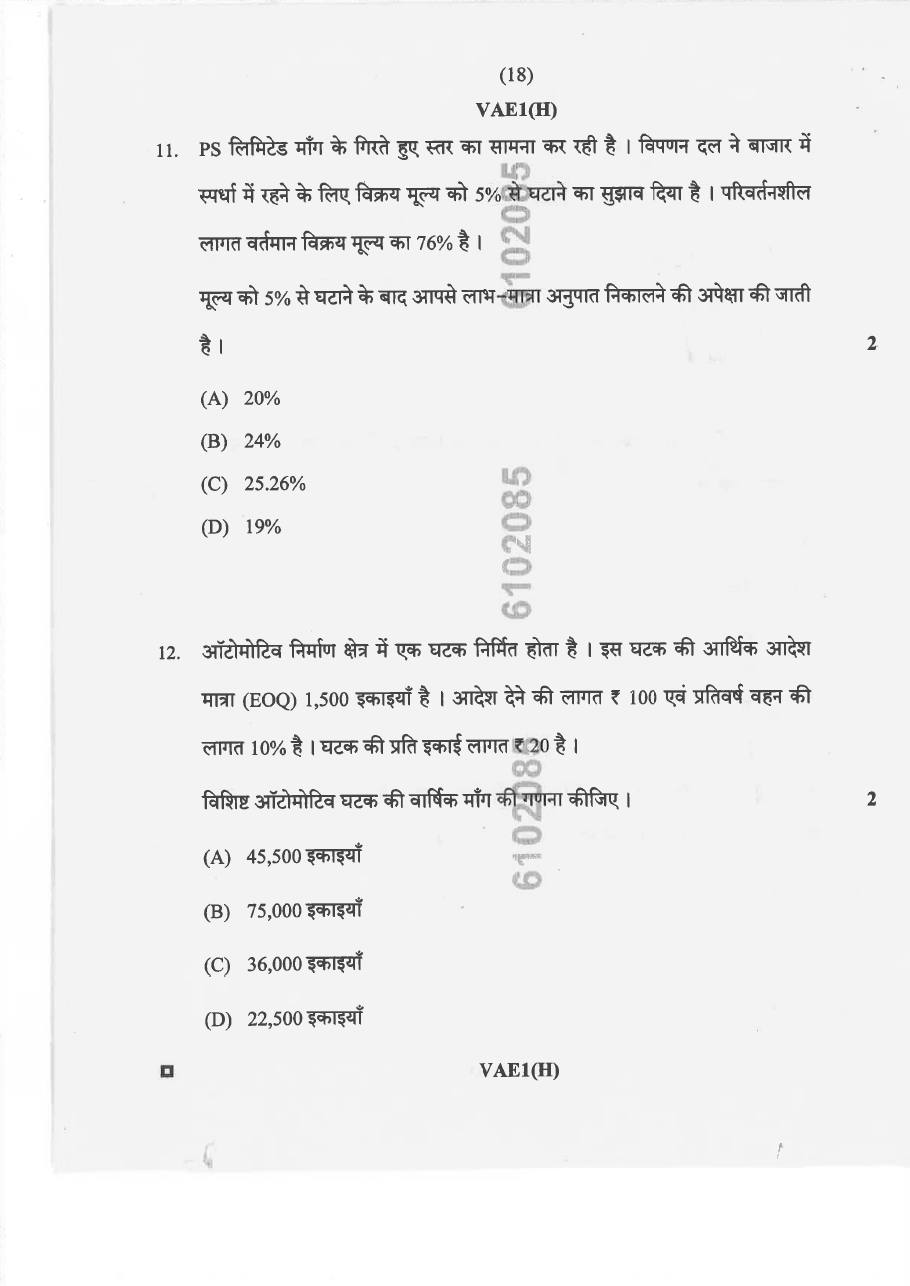 (18)
VAE1(H)
11. PS लिमिटेड माँग के गिरते हुए स्तर का सामना कर रही है । विपणन दल ने बाजार में
स्पर्धा में रहने के लिए विक्रय मूल्य को 5% से घटाने का सुझाव दिया है । परिवर्तनशील
लागत वर्तमान विक्रय मूल्य का 76% है ।
मूल्य को 5% से घटाने के बाद आपसे लाभ-मात्रा अनुपात निकालने की अपेक्षा की जाती
है । 2
(A) 20%
(B) 24%
(C) 25.26%
(D) 19%
6102085
6102085
12. ऑटोमोटिव निर्माण क्षेत्र में एक घटक निर्मित होता है । इस घटक की आर्थिक आदेश
मात्रा (EOQ) 1,500 इकाइयाँ है । आदेश देने की लागत ₹ 100 एवं प्रतिवर्ष वहन की
लागत 10% है । घटक की प्रति इकाई लागत ₹ 20 है ।
विशिष्ट ऑटोमोटिव घटक की वार्षिक माँग की गणना कीजिए । 2
(A) 45,500 इकाइयाँ
(B) 75,000 इकाइयाँ
(C) 36,000 इकाइयाँ
(D) 22,500 इकाइयाँ
6102085
VAE1(H)